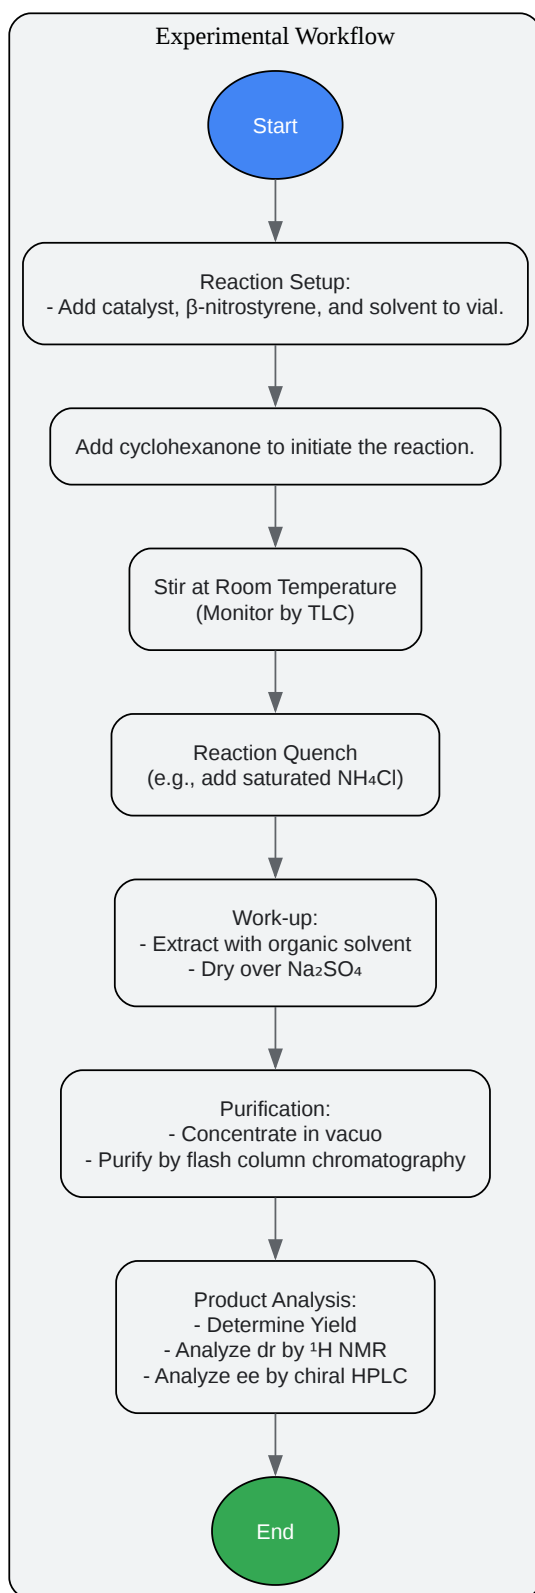 Experimental Workflow
Start
Reaction Setup:
- Add catalyst, β-nitrostyrene, and solvent to vial.
Add cyclohexanone to initiate the reaction.
Stir at Room Temperature
(Monitor by TLC)
Reaction Quench
(e.g., add saturated NH₄Cl)
Work-up:
- Extract with organic solvent
- Dry over Na₂SO₄
Purification:
- Concentrate in vacuo
- Purify by flash column chromatography
Product Analysis:
- Determine Yield
- Analyze dr by ¹H NMR
- Analyze ee by chiral HPLC
End